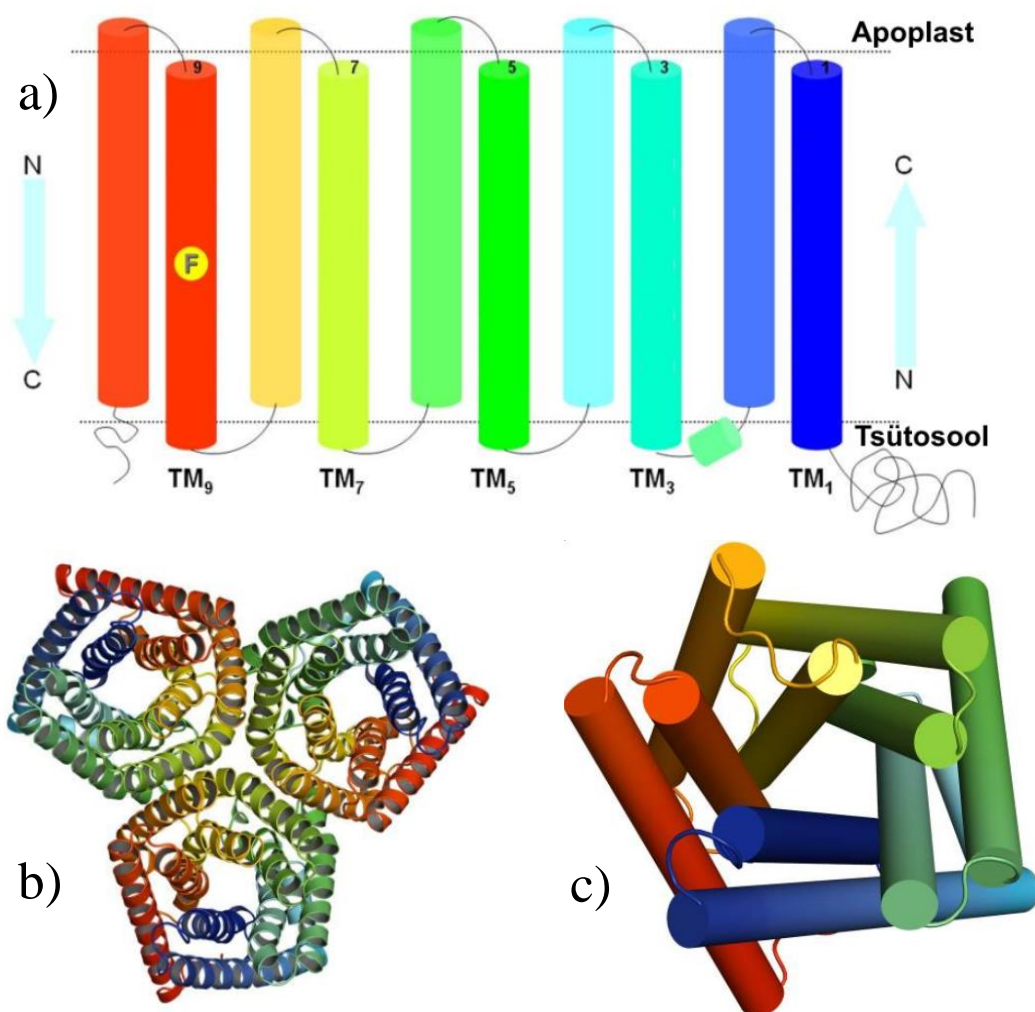 Apoplast
a)
9 7 5 3 1
N C
F
C N
Tsütosool
TM₉ TM₇ TM₅ TM₃ TM₁
b)
c)